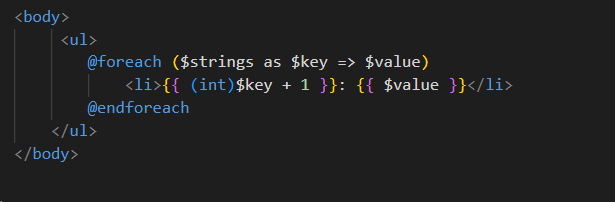 <body>
<ul>
@foreach ($strings as $key => $value)
<li>{{ (int)$key + 1 }}: {{ $value }}</li>
@endforeach
</ul>
</body>